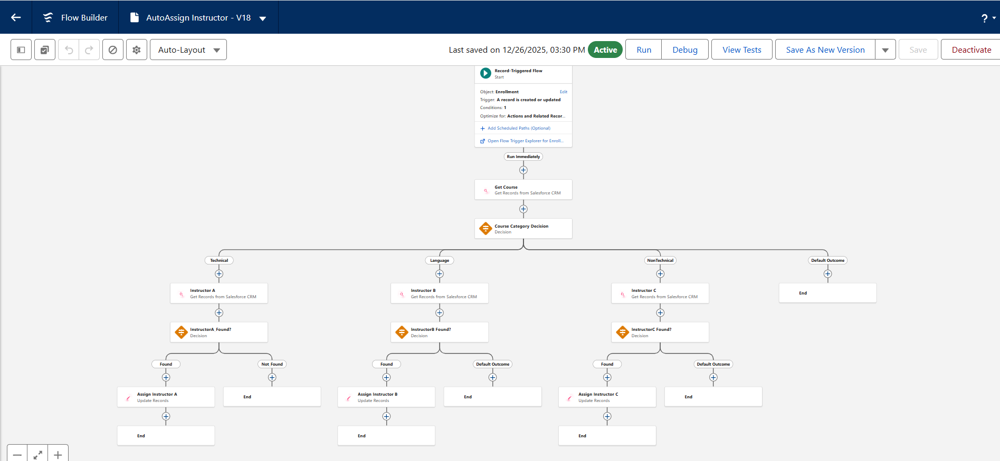 Flow Builder
AutoAssign Instructor - V18
?
Auto-Layout
Last saved on 12/26/2025, 03:30 PM
Active
Run
Debug
View Tests
Save As New Version
Save
Deactivate
Record-Triggered Flow
Start
Object: Enrollment
Edit
Trigger: A record is created or updated
Conditions: 1
Optimize for: Actions and Related Recor...
Add Scheduled Paths (Optional)
Open Flow Trigger Explorer for Enroll...
Run Immediately
Get Course
Get Records from Salesforce CRM
Course Category Decision
Decision
Technical
Language
NonTechnical
Default Outcome
Instructor A
Get Records from Salesforce CRM
Instructor B
Get Records from Salesforce CRM
Instructor C
Get Records from Salesforce CRM
End
InstructorA Found?
Decision
InstructorB Found?
Decision
InstructorC Found?
Decision
Found
Not Found
Found
Default Outcome
Found
Default Outcome
Assign Instructor A
Update Records
End
Assign Instructor B
Update Records
End
Assign Instructor C
Update Records
End
End
End
End